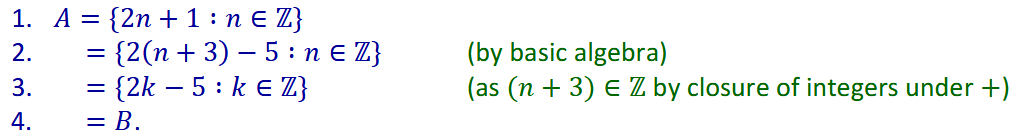 1. A = {2n + 1 : n ∈ ℤ}
2. = {2(n + 3) − 5 : n ∈ ℤ} (by basic algebra)
3. = {2k − 5 : k ∈ ℤ} (as (n + 3) ∈ ℤ by closure of integers under +)
4. = B.